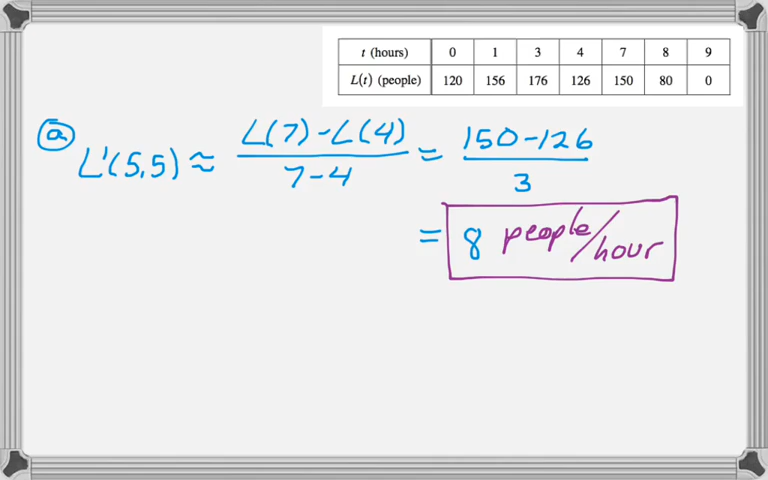 t (hours) 0 1 3 4 7 8 9
L(t) (people) 120 156 176 126 150 80 0
ⓐ L'(5.5) ≈ L(7) - L(4) / 7 - 4 = 150 - 126 / 3
= 8 people/hour